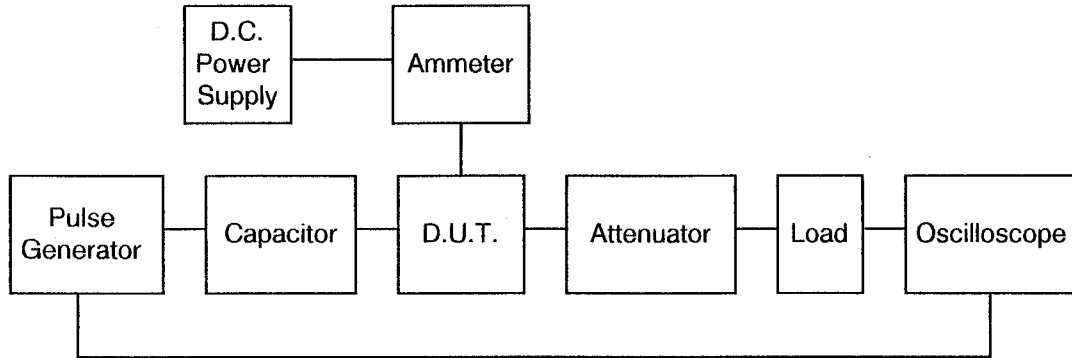 D.C.
Power
Supply
Ammeter
Pulse
Generator
Capacitor
D.U.T.
Attenuator
Load
Oscilloscope